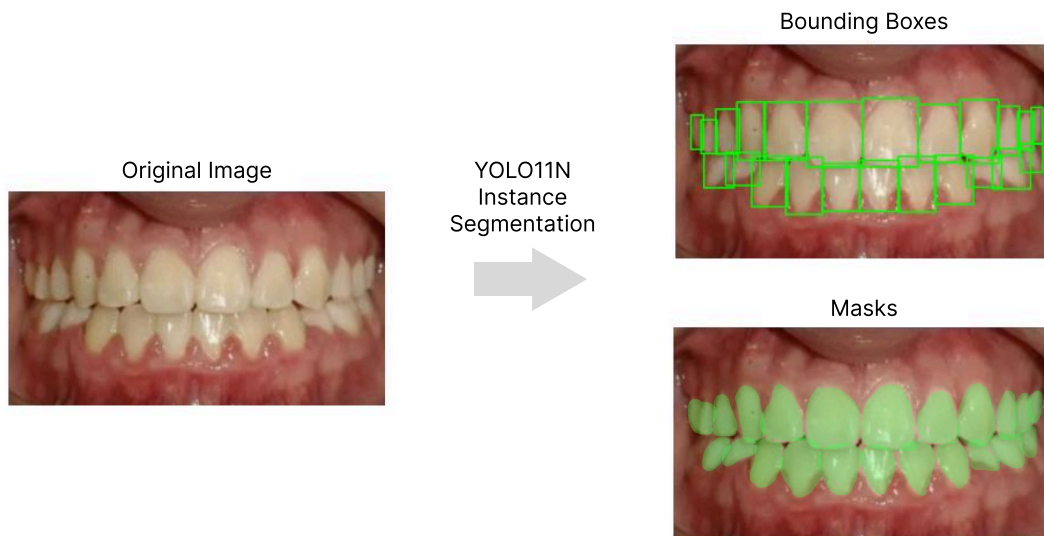 Original Image
YOLO11N
Instance
Segmentation
Bounding Boxes
Masks